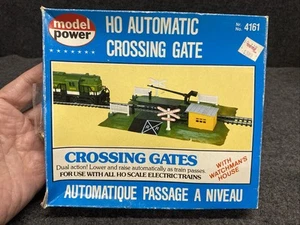 model
power
HO AUTOMATIC
CROSSING GATE
Nr.
No. 4161
CROSSING GATES
Dual action! Lower and raise automatically as train passes.
FOR USE WITH ALL HO SCALE ELECTRIC TRAINS
WITH
WATCHMAN'S
HOUSE
AUTOMATIQUE PASSAGE A NIVEAU